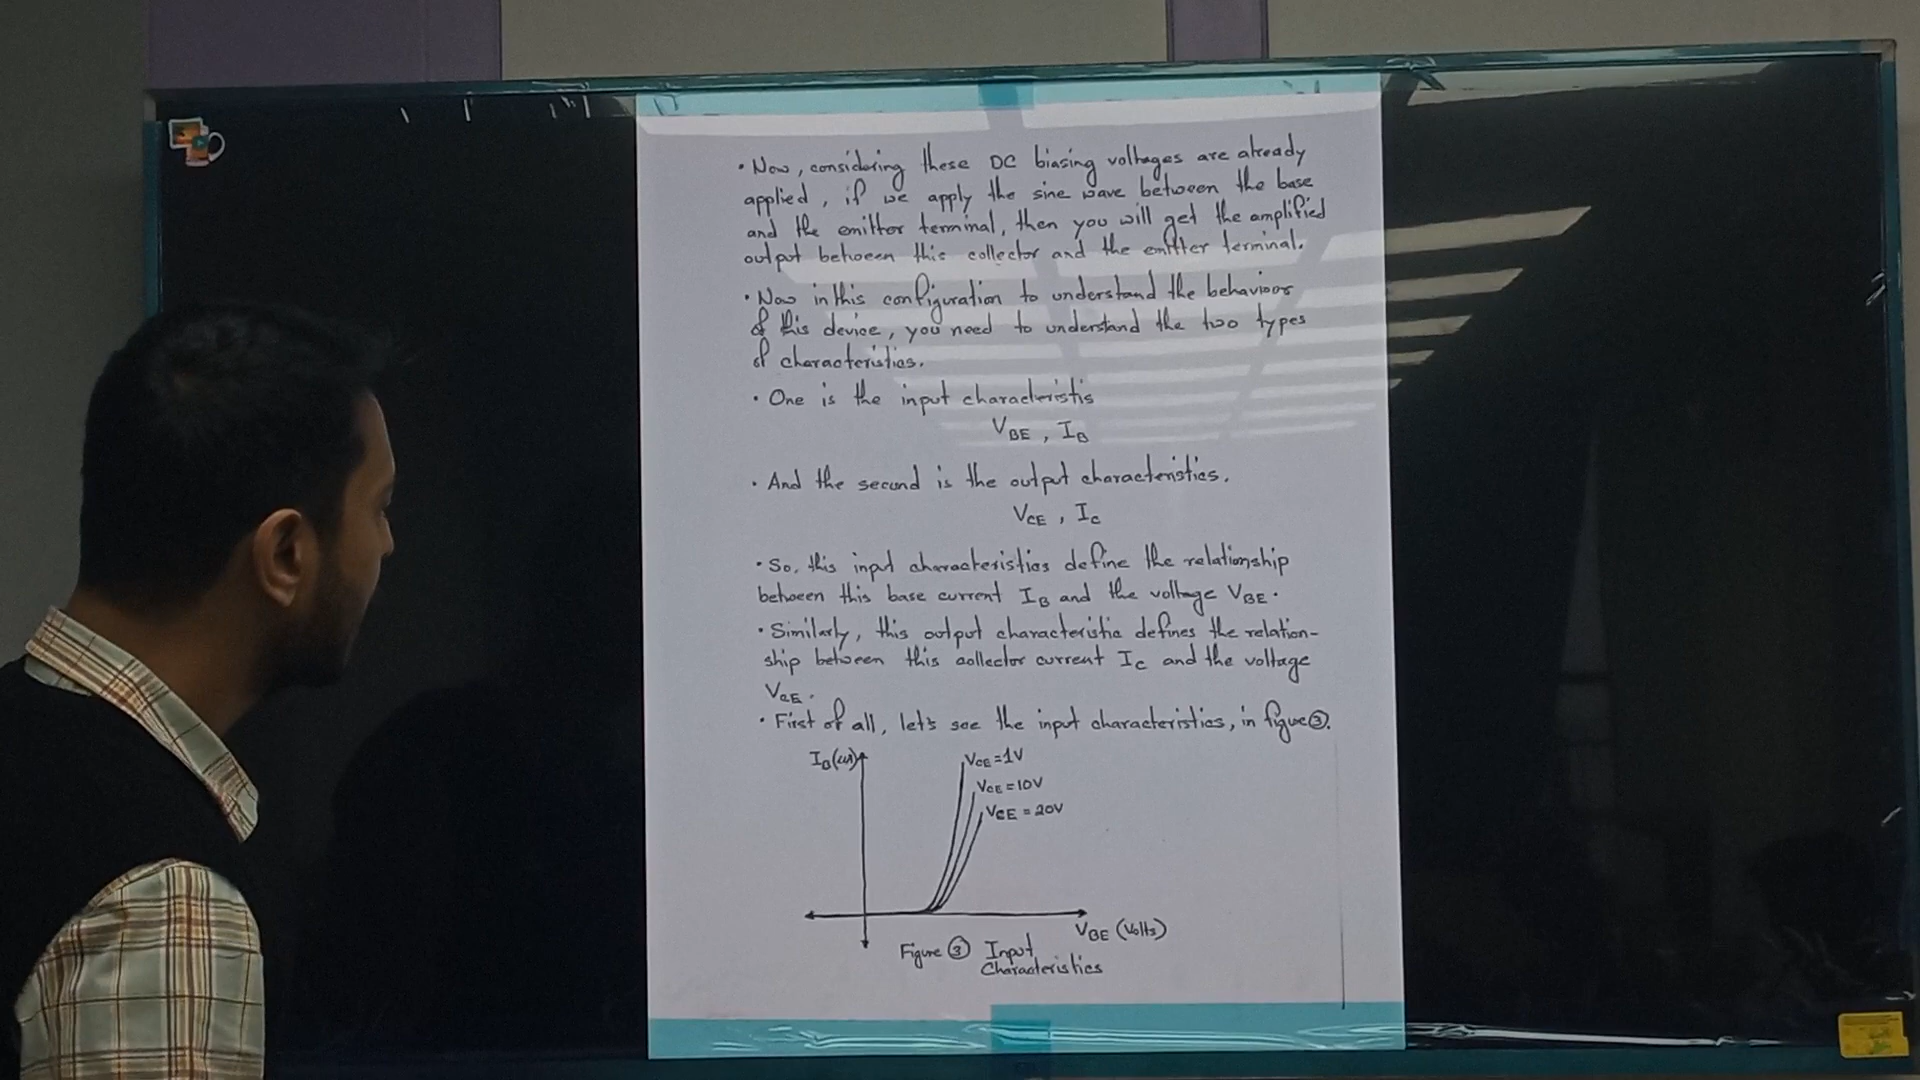 • Now, considering these DC biasing voltages are already
applied, if we apply the sine wave between the base
and the emitter terminal, then you will get the amplified
output between this collector and the emitter terminal.
• Now in this configuration to understand the behavioor
of this device, you need to understand the two types
of characteristics.
• One is the input characteristis
VBE , IB
• And the second is the output characteristics.
VCE , IC
• So, this input characteristics define the relationship
between this base current IB and the voltage VBE.
• Similarly, this output characteristic defines the relation-
ship between this collector current IC and the voltage
VCE.
• First of all, let's see the input characteristics, in figure ③.
IB(uA)
VCE = 1V
VCE = 10V
VCE = 20V
VBE (Volts)
Figure ③ Input
Characteristics